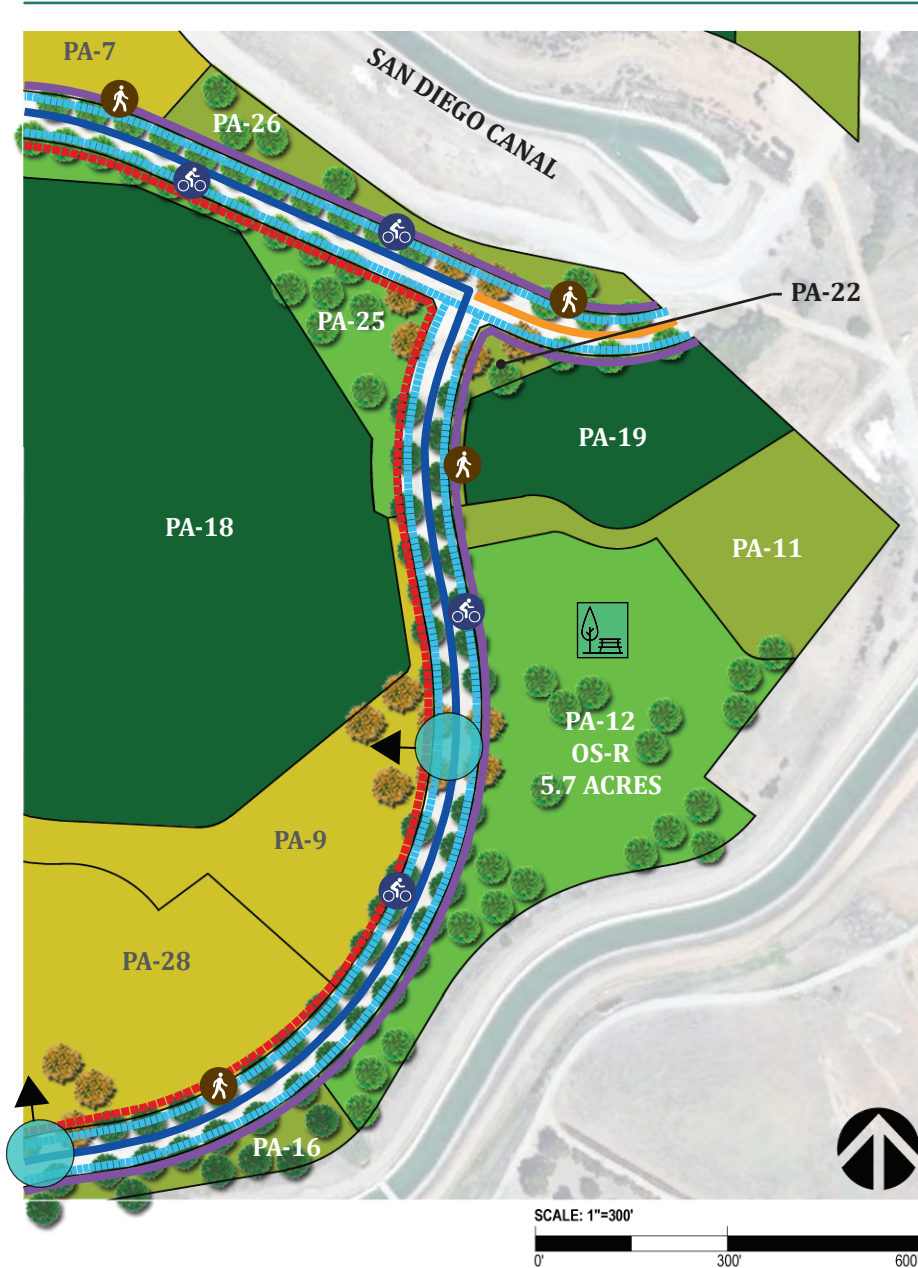 PA-7
SAN DIEGO CANAL
PA-26
PA-22
PA-25
PA-19
PA-18
PA-11
PA-12
OS-R
5.7 ACRES
PA-9
PA-28
PA-16
SCALE: 1"=300'
0'
300'
600'